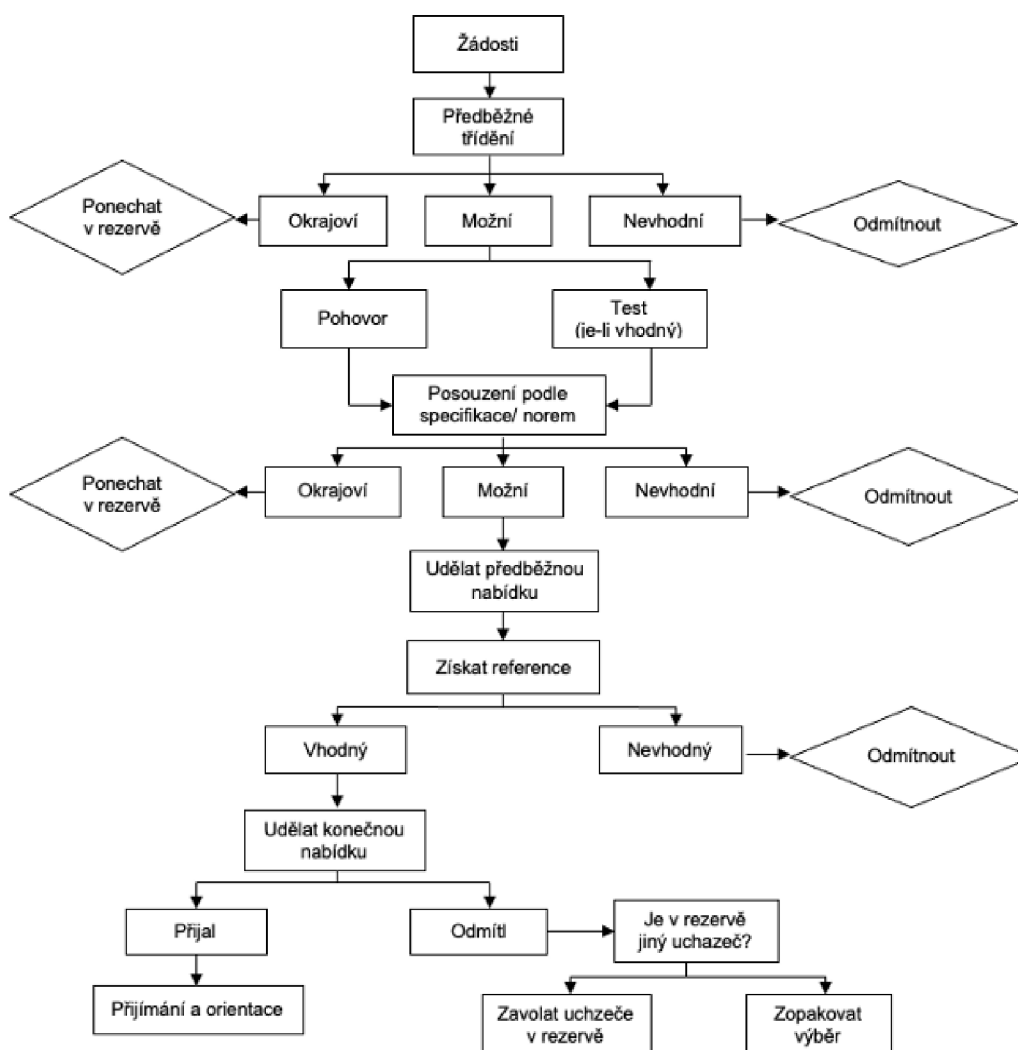 Žádosti
Předběžné
třídění
Ponechat
v rezervě
Okrajoví
Možní
Nevhodní
Odmítnout
Pohovor
Test
(je-li vhodný)
Posouzení podle
specifikace/ norem
Ponechat
v rezervě
Okrajoví
Možní
Nevhodní
Odmítnout
Udělat předběžnou
nabídku
Získat reference
Vhodný
Nevhodný
Odmítnout
Udělat konečnou
nabídku
Přijal
Odmítl
Je v rezervě
jiný uchazeč?
Přijímání a orientace
Zavolat uchzeče
v rezervě
Zopakovat
výběr